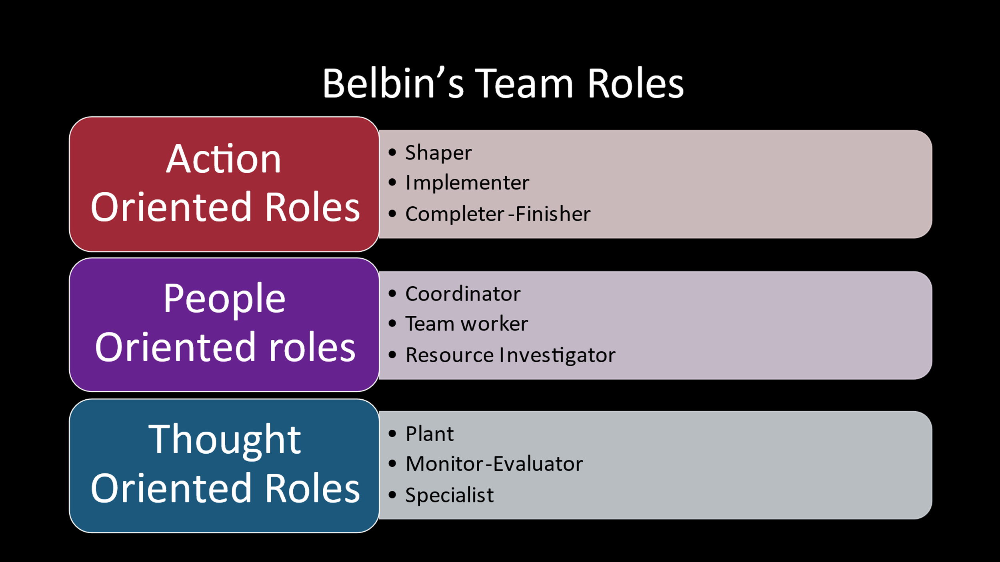 Belbin’s Team Roles
Action
Oriented Roles
• Shaper
• Implementer
• Completer-Finisher
People
Oriented roles
• Coordinator
• Team worker
• Resource Investigator
Thought
Oriented Roles
• Plant
• Monitor-Evaluator
• Specialist